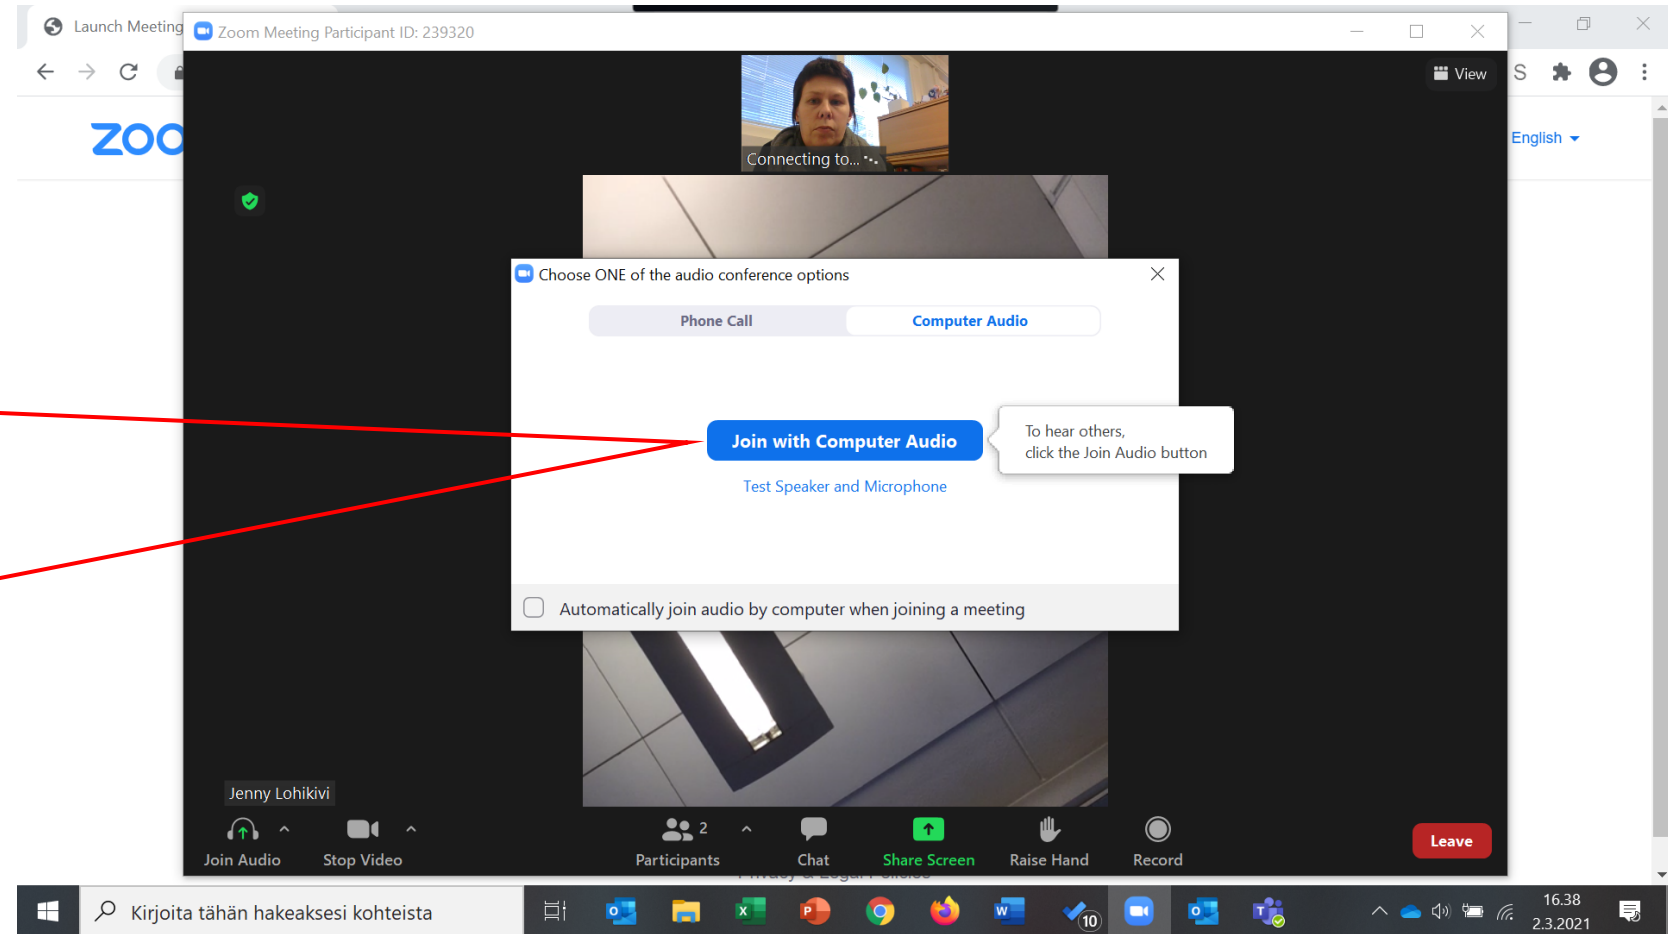 Launch Meeting
Zoom Meeting Participant ID: 239320
View
S
ZOO
English
Connecting to...
Choose ONE of the audio conference options
Phone Call
Computer Audio
Join with Computer Audio
To hear others,
click the Join Audio button
Test Speaker and Microphone
Automatically join audio by computer when joining a meeting
Jenny Lohikivi
2
Join Audio
Stop Video
Participants
Chat
Share Screen
Raise Hand
Record
Leave
Kirjoita tähän hakeaksesi kohteista
10
16.38
2.3.2021